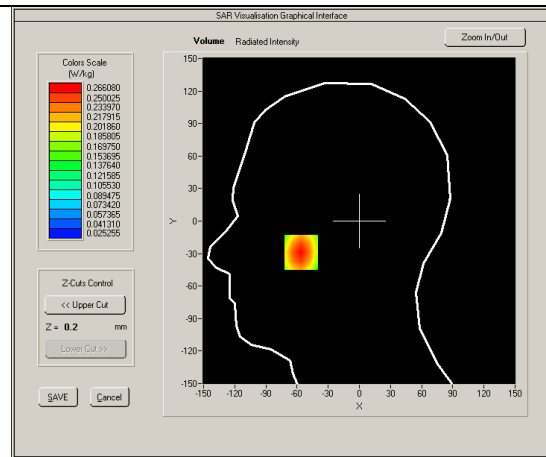 SAR Visualisation Graphical Interface
Volume Radiated Intensity
Zoom In/Out
Colors Scale
(W/kg)
0.266080
0.250025
0.233970
0.217915
0.201860
0.185805
0.169750
0.153695
0.137640
0.121585
0.105530
0.089475
0.073420
0.057365
0.041310
0.025255
Z-Cuts Control
<< Upper Cut
Z = 0.2 mm
Lower Cut >>
SAVE Cancel
150
120
90
60
30
0
-30
-60
-90
-120
-150
Y
-150 -120 -90 -60 -30 0 30 60 90 120 150
X